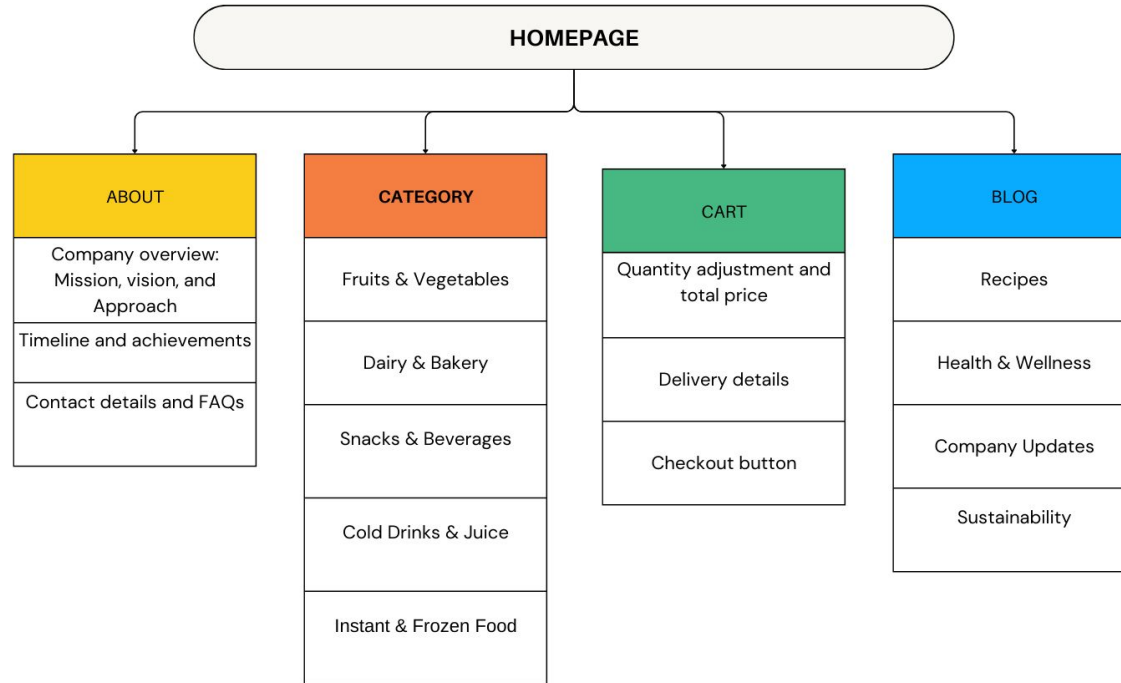 HOMEPAGE
ABOUT
Company overview:
Mission, vision, and
Approach
Timeline and achievements
Contact details and FAQs
CATEGORY
Fruits & Vegetables
Dairy & Bakery
Snacks & Beverages
Cold Drinks & Juice
Instant & Frozen Food
CART
Quantity adjustment and
total price
Delivery details
Checkout button
BLOG
Recipes
Health & Wellness
Company Updates
Sustainability